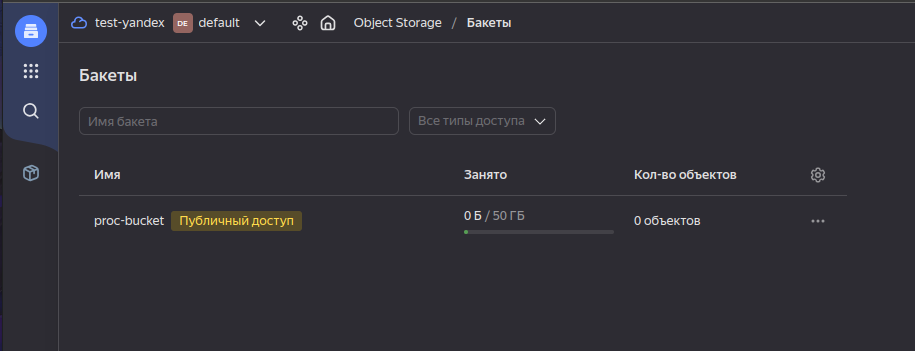 test-yandex DE default Object Storage / Бакеты
Бакеты
Имя бакета Все типы доступа
Имя Занято Кол-во объектов
proc-bucket Публичный доступ 0 Б / 50 ГБ 0 объектов